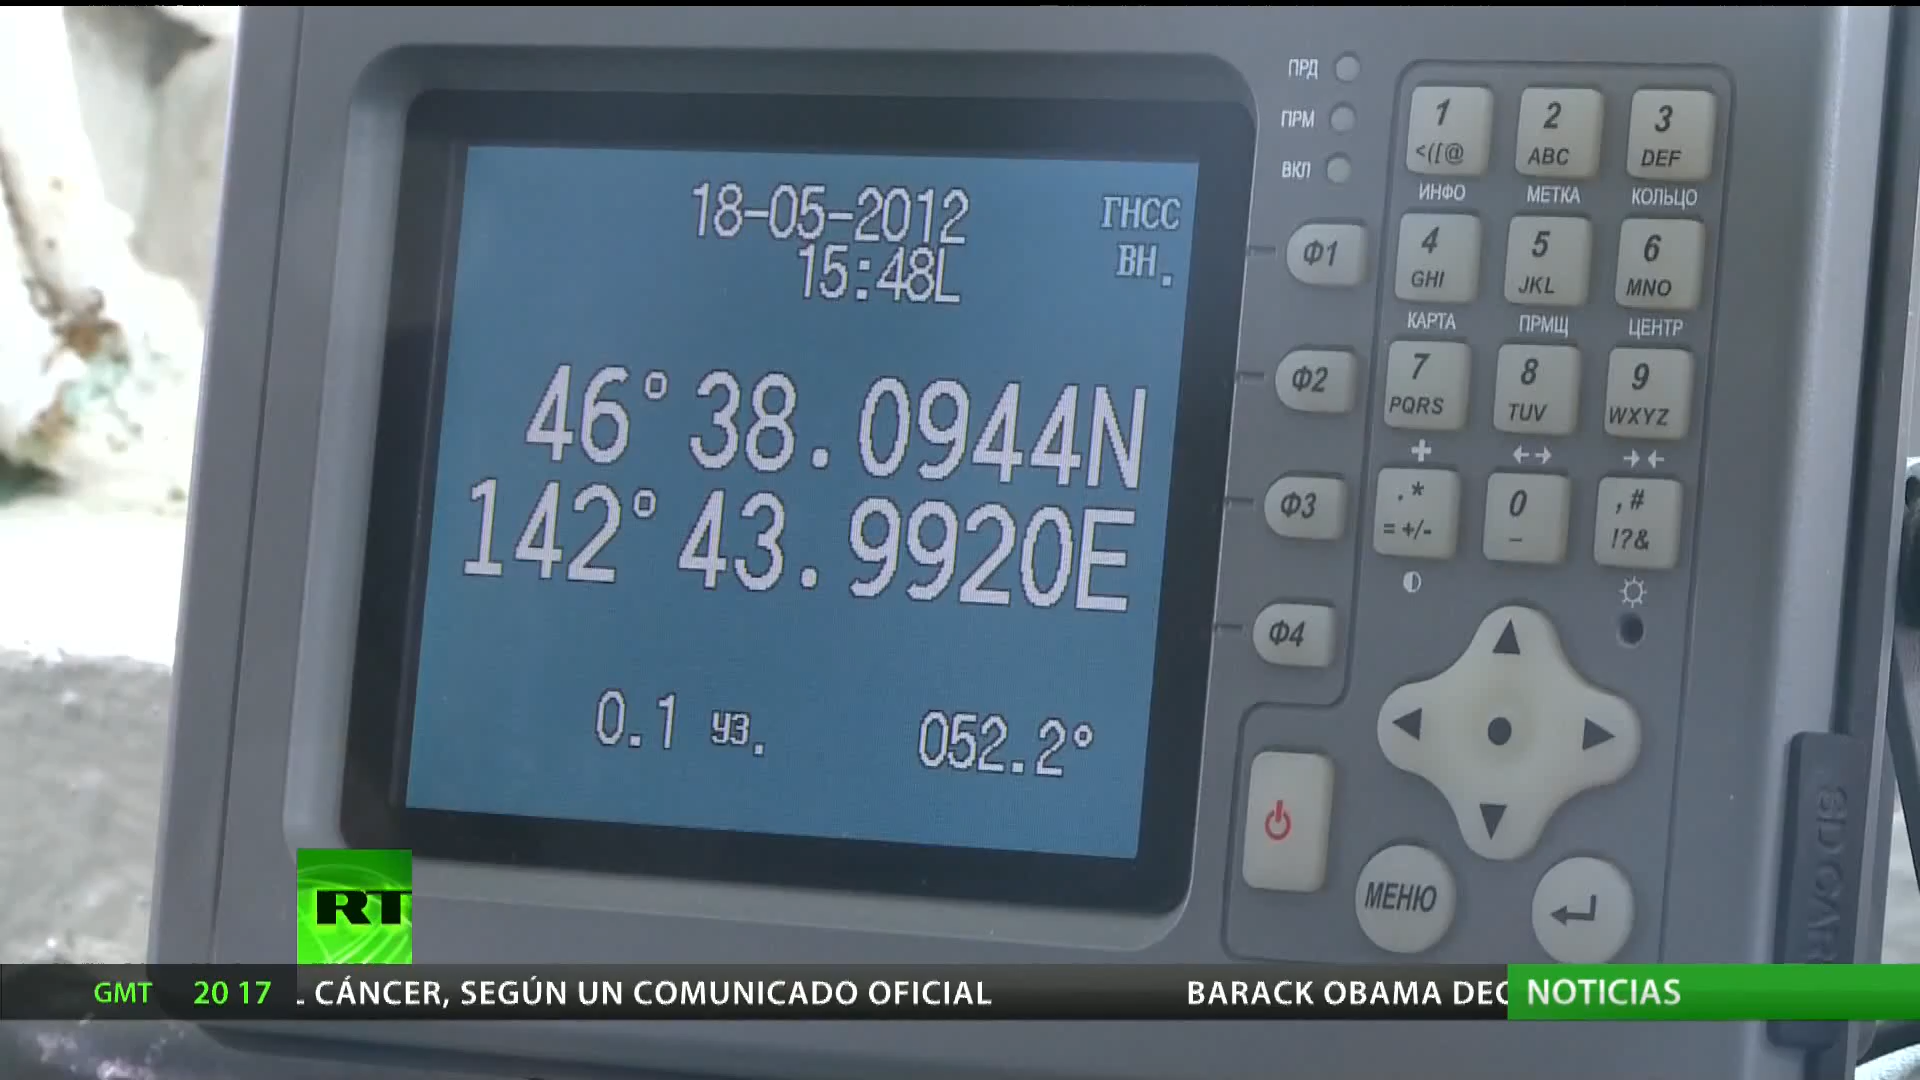 18-05-2012
15:48L
ГНСС
ВН.
46°38.0944N
142°43.9920E
0.1 уз.
052.2°
ПРД
ПРМ
ВКЛ
Ф1
Ф2
Ф3
Ф4
1 2 3
<([@ ABC DEF
ИНФО МЕТКА КОЛЬЦО
4 5 6
GHI JKL MNO
КАРТА ПРМЩ ЦЕНТР
7 8 9
PQRS TUV WXYZ
.* 0 ,#
= +/- _ !?&
МЕНЮ
SD CARD
RT
GMT 20 17 L CÁNCER, SEGÚN UN COMUNICADO OFICIAL BARACK OBAMA DEC NOTICIAS